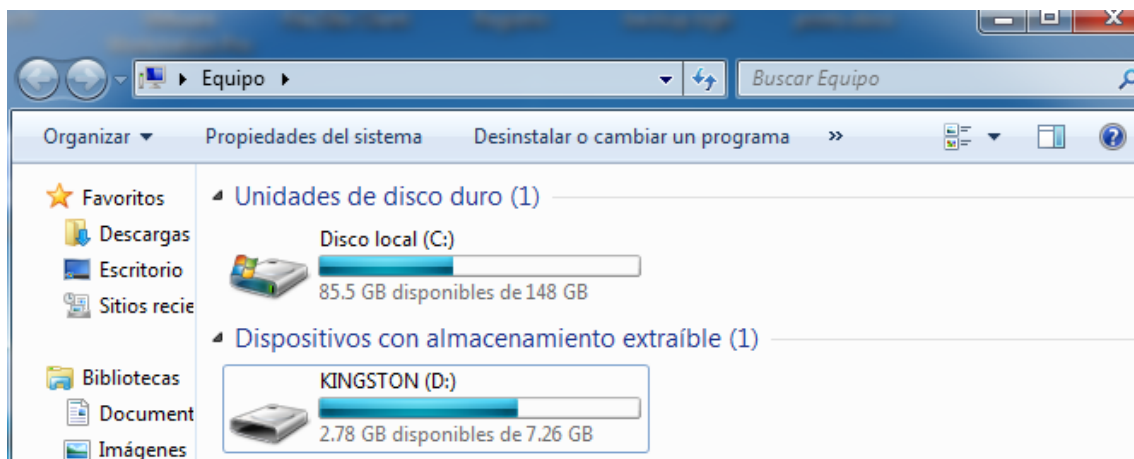 Equipo
Buscar Equipo
Organizar Propiedades del sistema Desinstalar o cambiar un programa »
Favoritos
Descargas
Escritorio
Sitios recie
Bibliotecas
Document
Imágenes
Unidades de disco duro (1)
Disco local (C:)
85.5 GB disponibles de 148 GB
Dispositivos con almacenamiento extraíble (1)
KINGSTON (D:)
2.78 GB disponibles de 7.26 GB